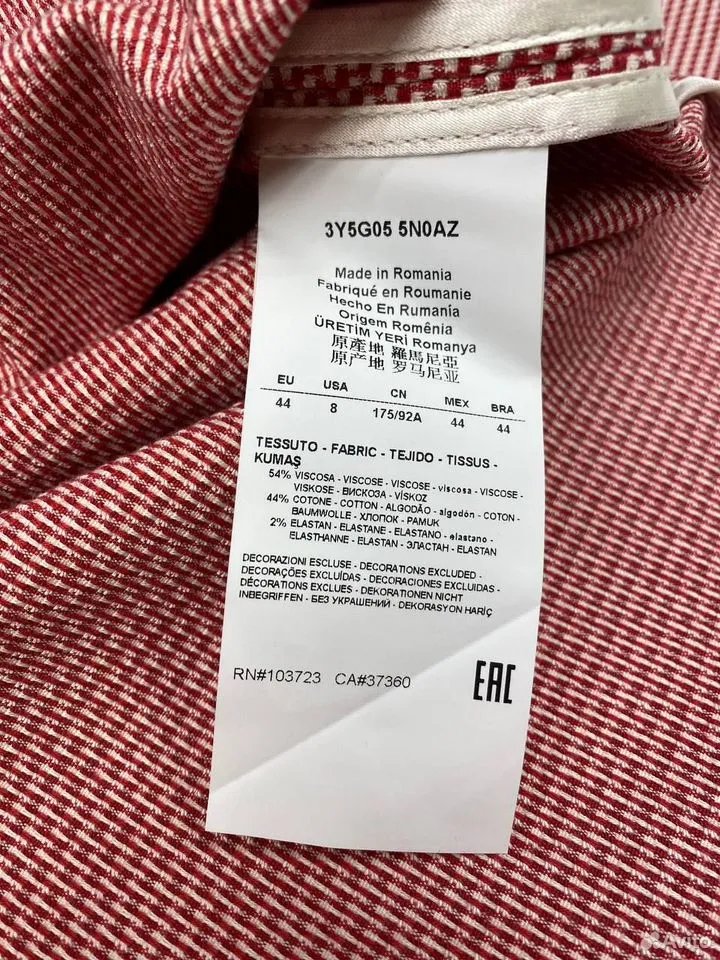 3Y5G05 5N0AZ
Made in Romania
Fabriqué en Roumanie
Hecho En Rumanía
Origem Romênia
ÜRETİM YERİ Romanya
原產地 羅馬尼亞
原产地 罗马尼亚
EU USA CN MEX BRA
44 8 175/92A 44 44
TESSUTO - FABRIC - TEJIDO - TISSUS -
KUMAŞ
54% VISCOSA - VISCOSE - VISCOSE - viscosa - VISCOSE -
VISKOSE - ВИСКОЗА - VİSKOZ
44% COTONE - COTTON - ALGODÃO - algodón - COTON -
BAUMWOLLE - ХЛОПОК - PAMUK
2% ELASTAN - ELASTANE - ELASTANO - elastano -
ELASTHANNE - ELASTHAN - ЭЛАСТАН - ELASTAN
DECORAZIONI ESCLUSE - DECORATIONS EXCLUDED -
DECORAÇÕES EXCLUÍDAS - DECORACIONES EXCLUIDAS -
DÉCORATIONS EXCLUES - DEKORATIONEN NICHT
INBEGRIFFEN - БЕЗ УКРАШЕНИЙ - DEKORASYON HARİÇ
RN#103723 CA#37360
EAC
Avito